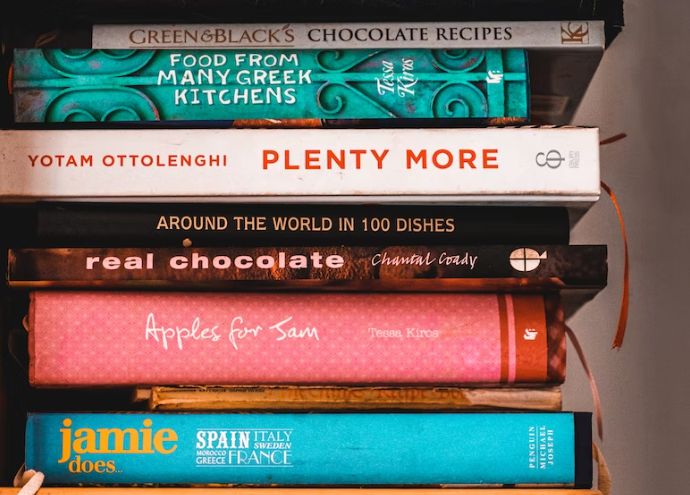 GREEN&BLACK'S CHOCOLATE RECIPES
FOOD FROM
MANY GREEK
KITCHENS
Tessa
Kiros
YOTAM OTTOLENGHI PLENTY MORE
AROUND THE WORLD IN 100 DISHES
real chocolate Chantal Coady
Apples for Jam Tessa Kiros
jamie
does...
SPAIN ITALY
SWEDEN
MOROCCO
GREECE FRANCE
PENGUIN
MICHAEL
JOSEPH